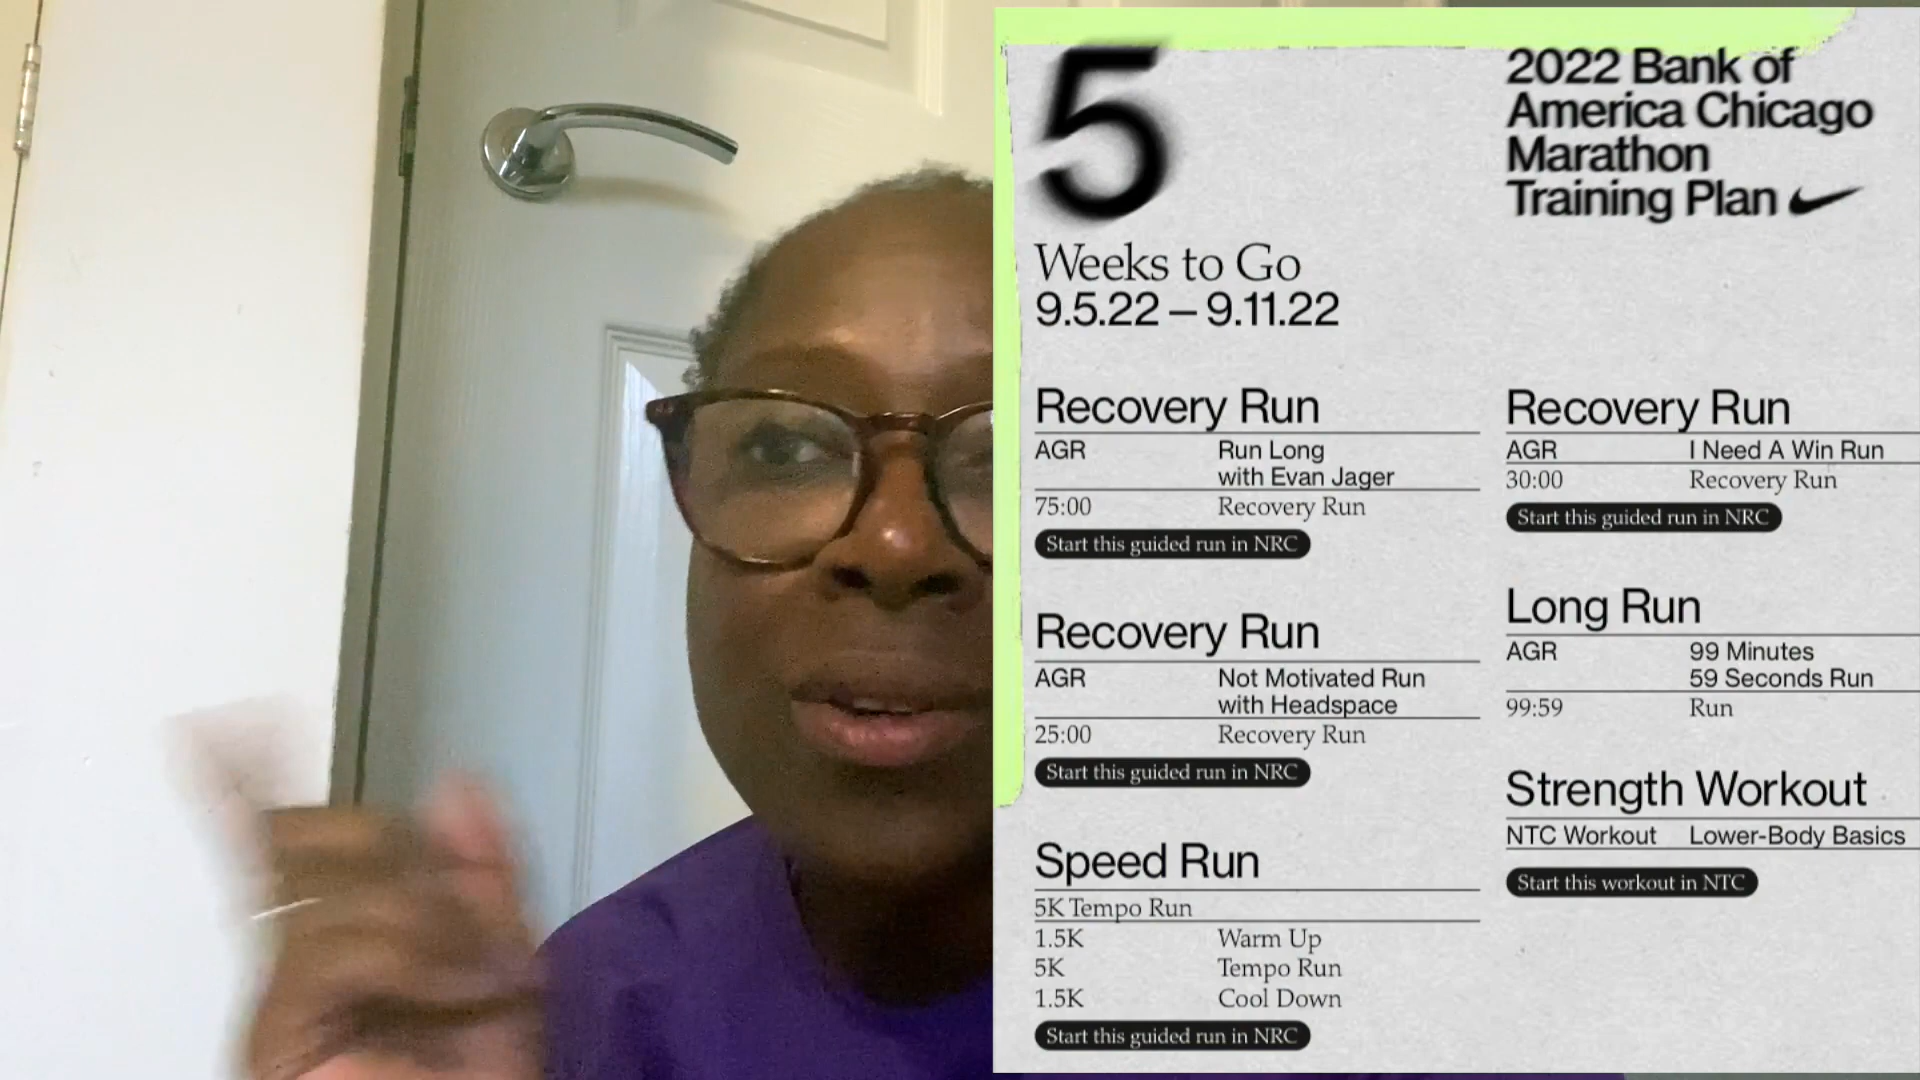 5
Weeks to Go
9.5.22 – 9.11.22
2022 Bank of
America Chicago
Marathon
Training Plan
Recovery Run
AGR Run Long
with Evan Jager
75:00 Recovery Run
Start this guided run in NRC
Recovery Run
AGR Not Motivated Run
with Headspace
25:00 Recovery Run
Start this guided run in NRC
Speed Run
5K Tempo Run
1.5K Warm Up
5K Tempo Run
1.5K Cool Down
Start this guided run in NRC
Recovery Run
AGR I Need A Win Run
30:00 Recovery Run
Start this guided run in NRC
Long Run
AGR 99 Minutes
59 Seconds Run
99:59 Run
Strength Workout
NTC Workout Lower-Body Basics
Start this workout in NTC